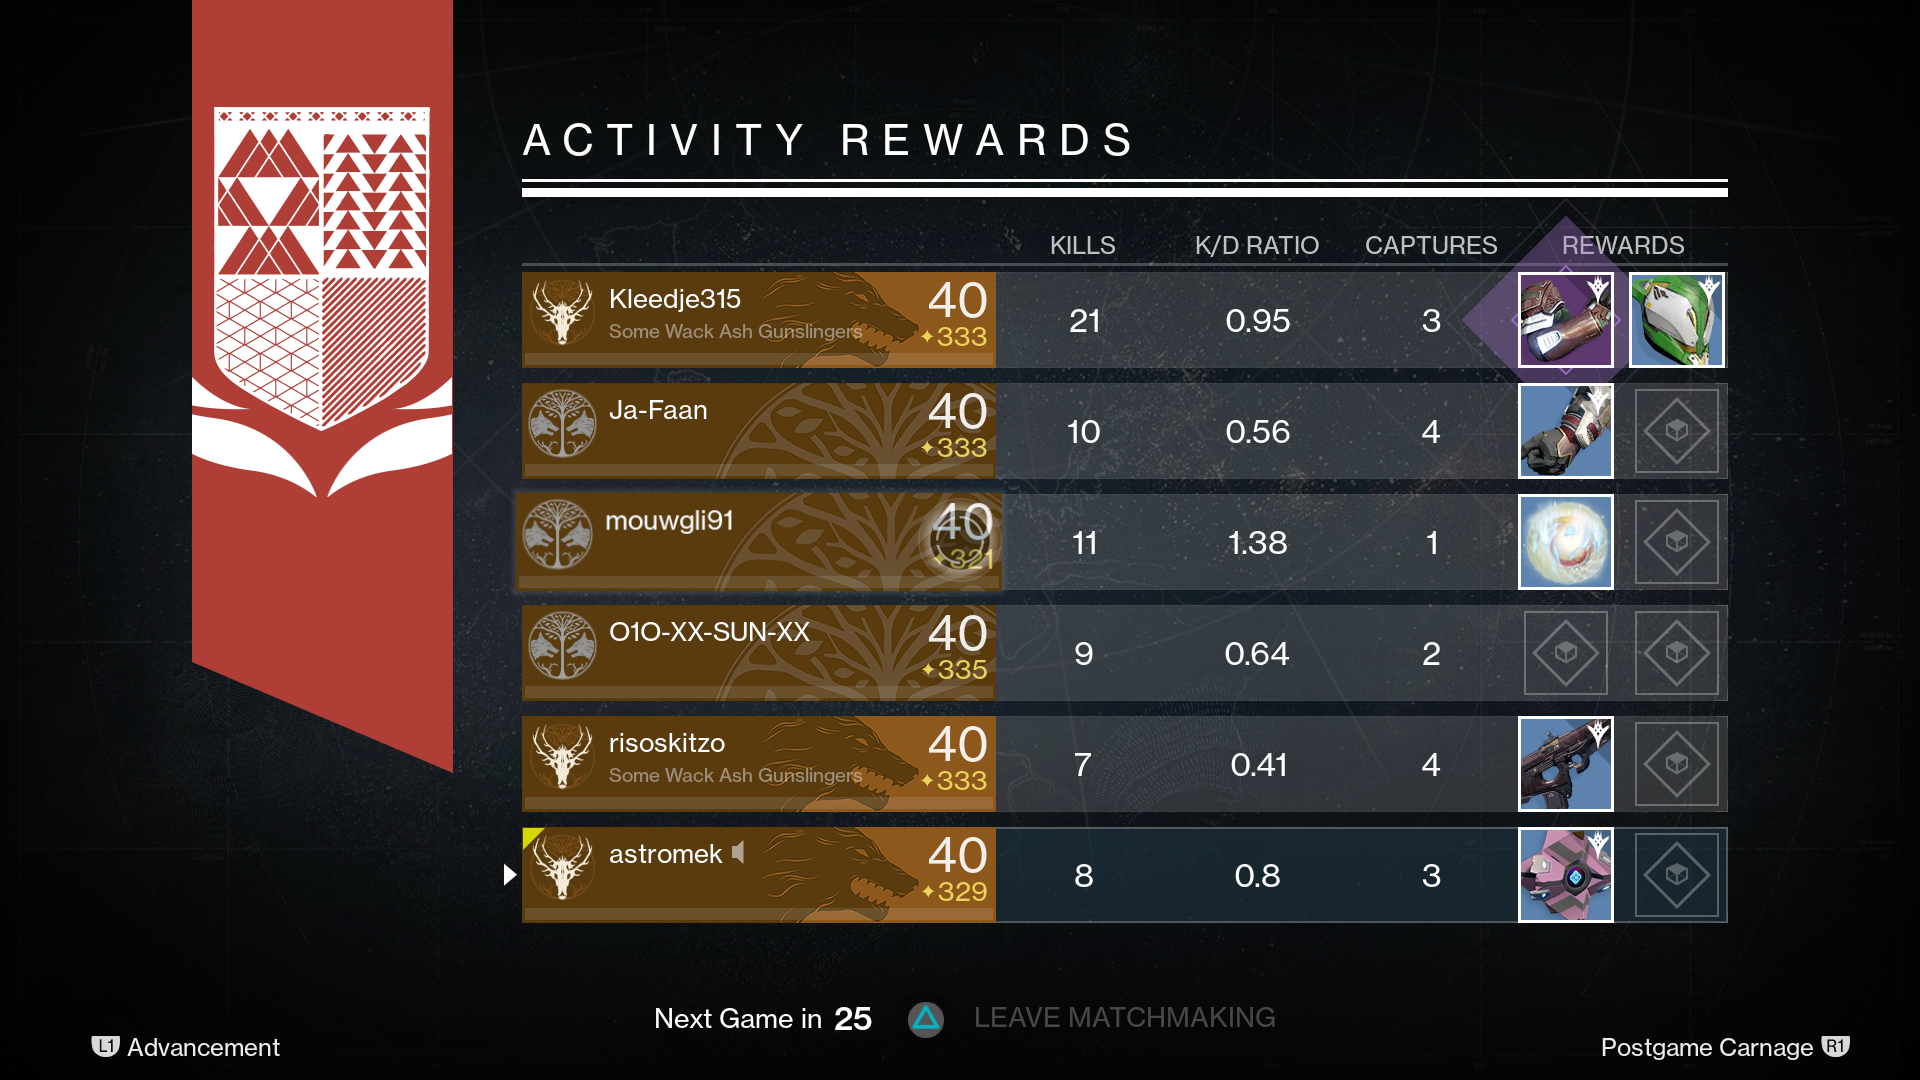 ACTIVITY REWARDS
KILLS K/D RATIO CAPTURES REWARDS
Kleedje315 40
Some Wack Ash Gunslingers 333
21 0.95 3
Ja-Faan 40
333
10 0.56 4
mouwgli91 40
321
11 1.38 1
O1O-XX-SUN-XX 40
335
9 0.64 2
risoskitzo 40
Some Wack Ash Gunslingers 333
7 0.41 4
astromek 40
329
8 0.8 3
Next Game in 25 LEAVE MATCHMAKING
L1 Advancement
Postgame Carnage R1